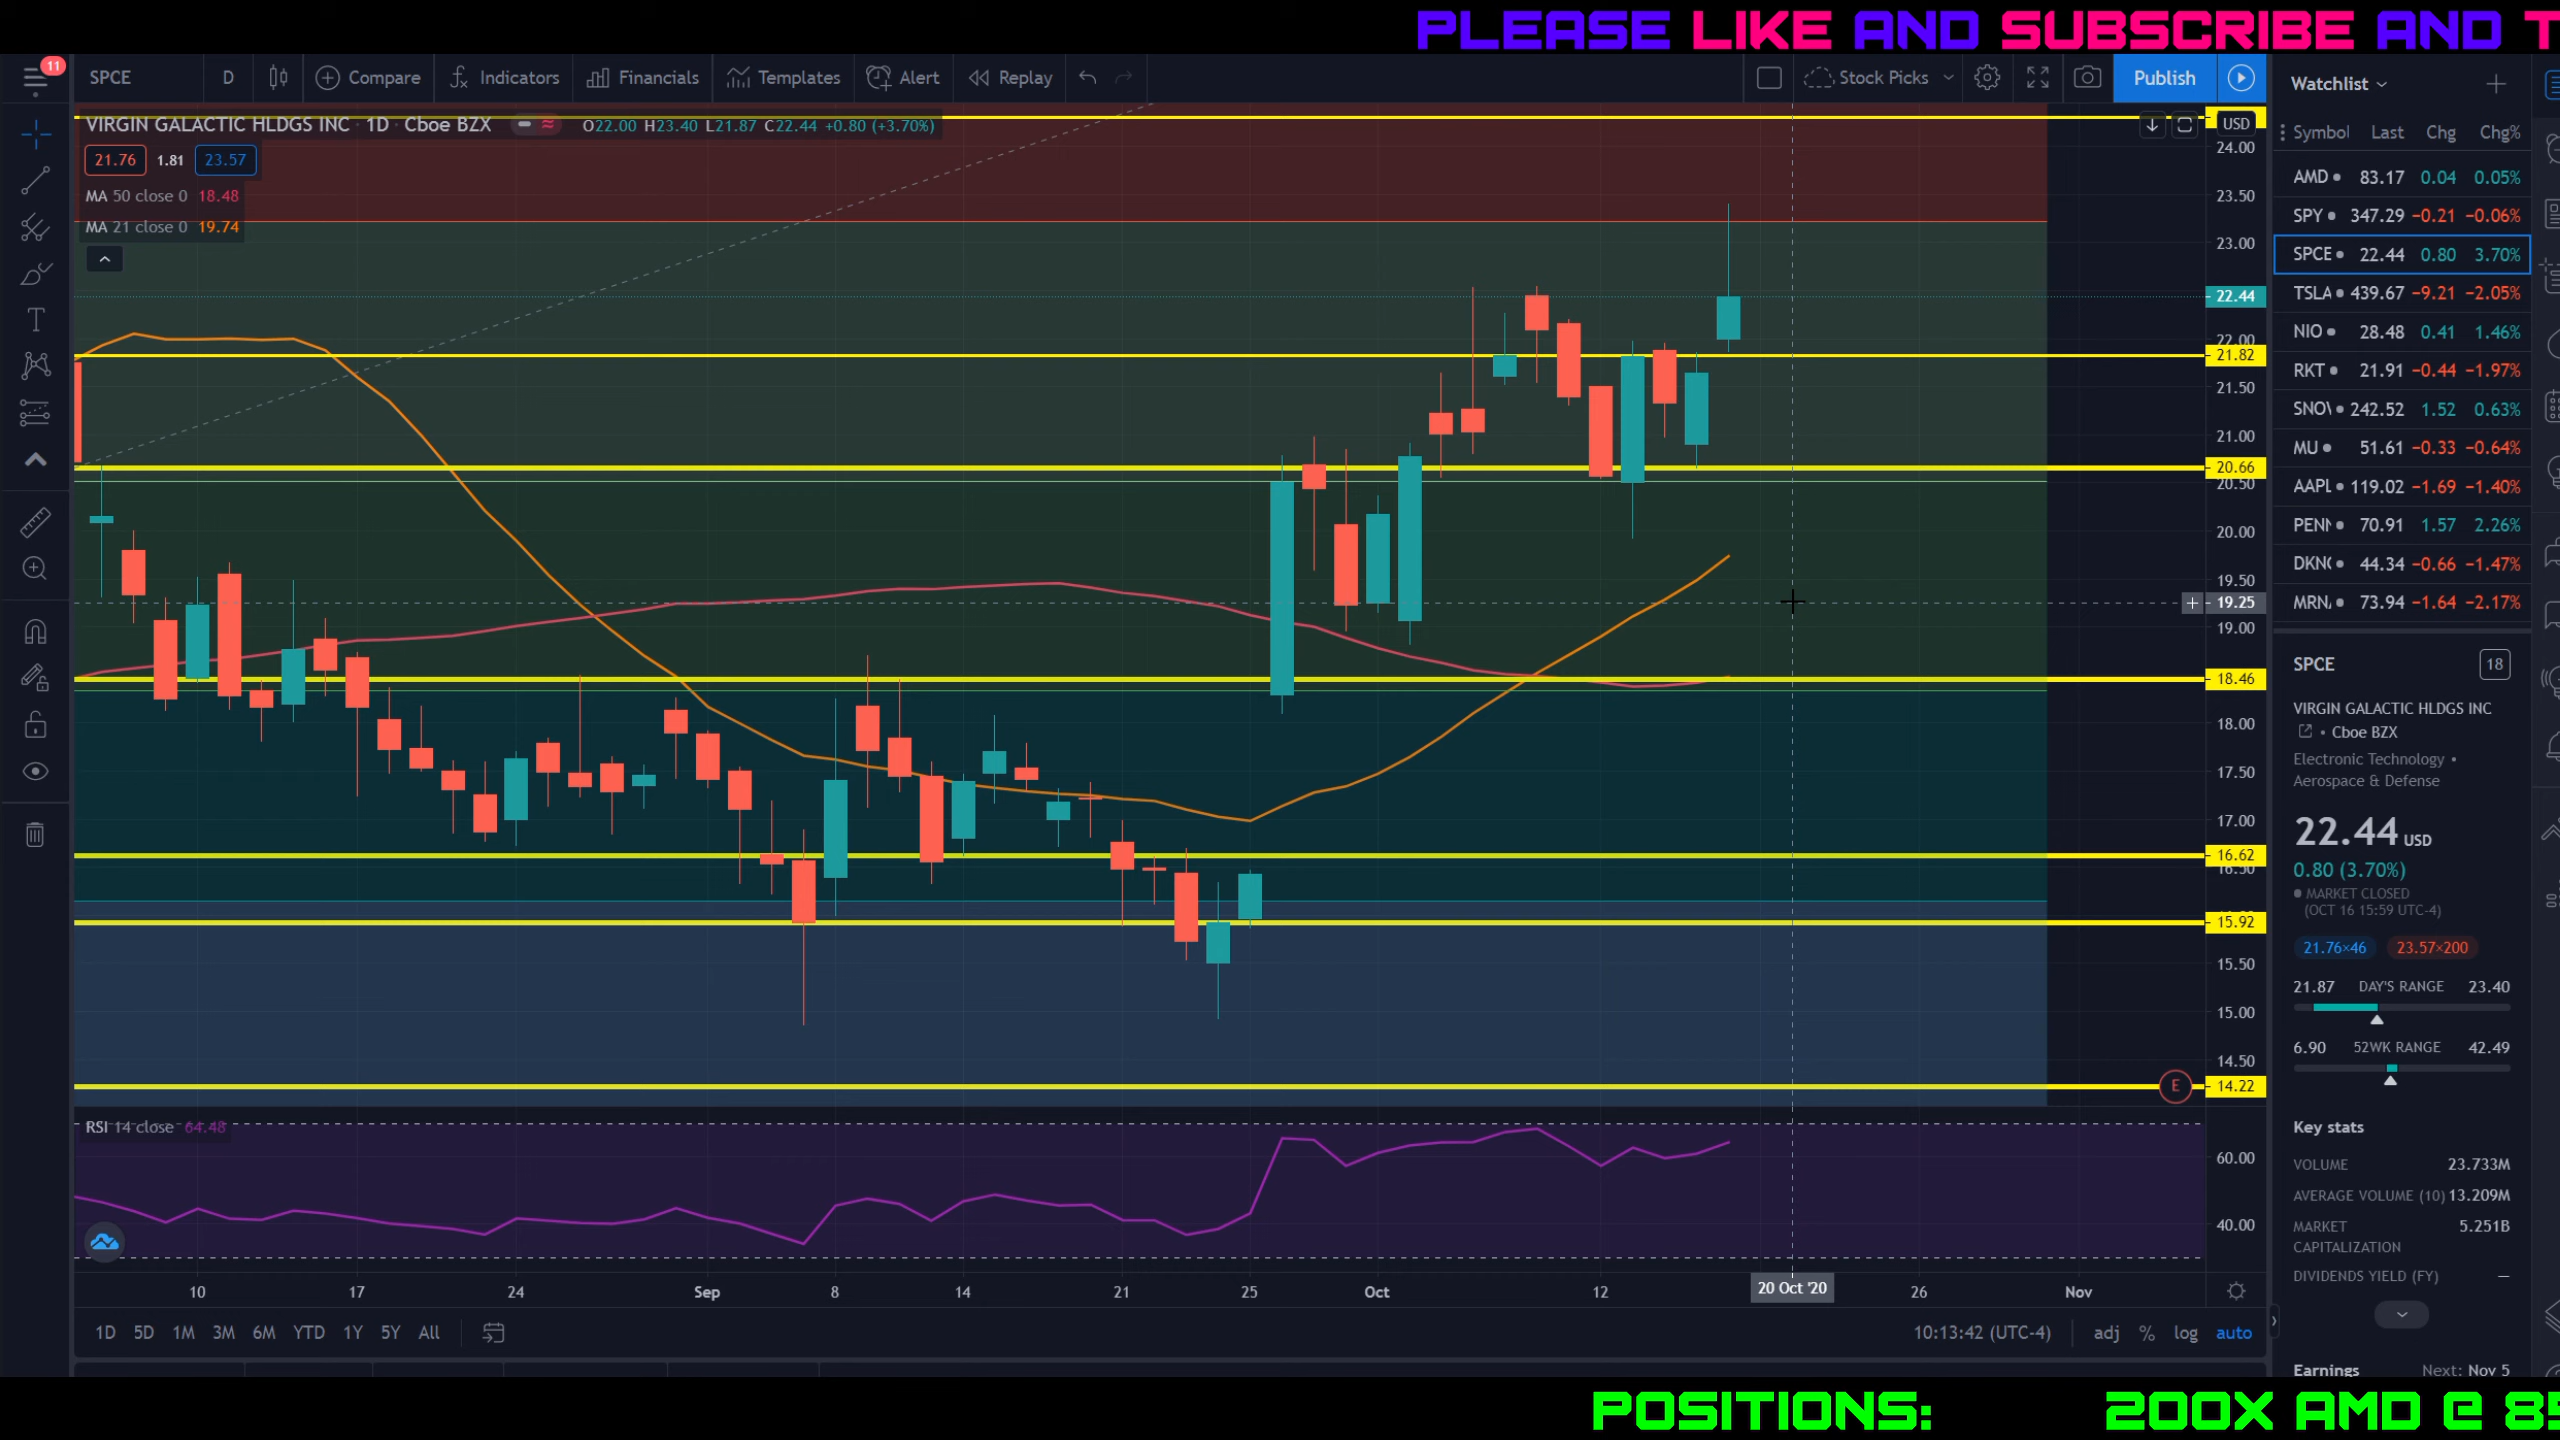 PLEASE LIKE AND SUBSCRIBE AND T
11
SPCE D Compare Indicators Financials Templates Alert Replay Stock Picks Publish
VIRGIN GALACTIC HLDGS INC · 1D · Cboe BZX O22.00 H23.40 L21.87 C22.44 +0.80 (+3.70%)
21.76 1.81 23.57
MA 50 close 0 18.48
MA 21 close 0 19.74
USD
24.00
23.50
23.00
22.44
22.00
21.82
21.50
21.00
20.66
20.50
20.00
19.50
19.25
19.00
18.46
18.00
17.50
17.00
16.62
16.50
15.92
15.50
15.00
14.50
E 14.22
RSI 14 close 64.48
60.00
40.00
10 17 24 Sep 8 14 21 25 Oct 12 20 Oct '20 26 Nov
1D 5D 1M 3M 6M YTD 1Y 5Y All 10:13:42 (UTC-4) adj % log auto
Watchlist
Symbol Last Chg Chg%
AMD 83.17 0.04 0.05%
SPY 347.29 −0.21 −0.06%
SPCE 22.44 0.80 3.70%
TSLA 439.67 −9.21 −2.05%
NIO 28.48 0.41 1.46%
RKT 21.91 −0.44 −1.97%
SNOW 242.52 1.52 0.63%
MU 51.61 −0.33 −0.64%
AAPL 119.02 −1.69 −1.40%
PENN 70.91 1.57 2.26%
DKNG 44.34 −0.66 −1.47%
MRNA 73.94 −1.64 −2.17%
SPCE 18
VIRGIN GALACTIC HLDGS INC
• Cboe BZX
Electronic Technology •
Aerospace & Defense
22.44 USD
0.80 (3.70%)
MARKET CLOSED
(OCT 16 15:59 UTC-4)
21.76×46 23.57×200
21.87 DAY'S RANGE 23.40
6.90 52WK RANGE 42.49
Key stats
VOLUME 23.733M
AVERAGE VOLUME (10) 13.209M
MARKET CAPITALIZATION 5.251B
DIVIDENDS YIELD (FY) —
Earnings Next: Nov 5
POSITIONS: 200X AMD @ 85